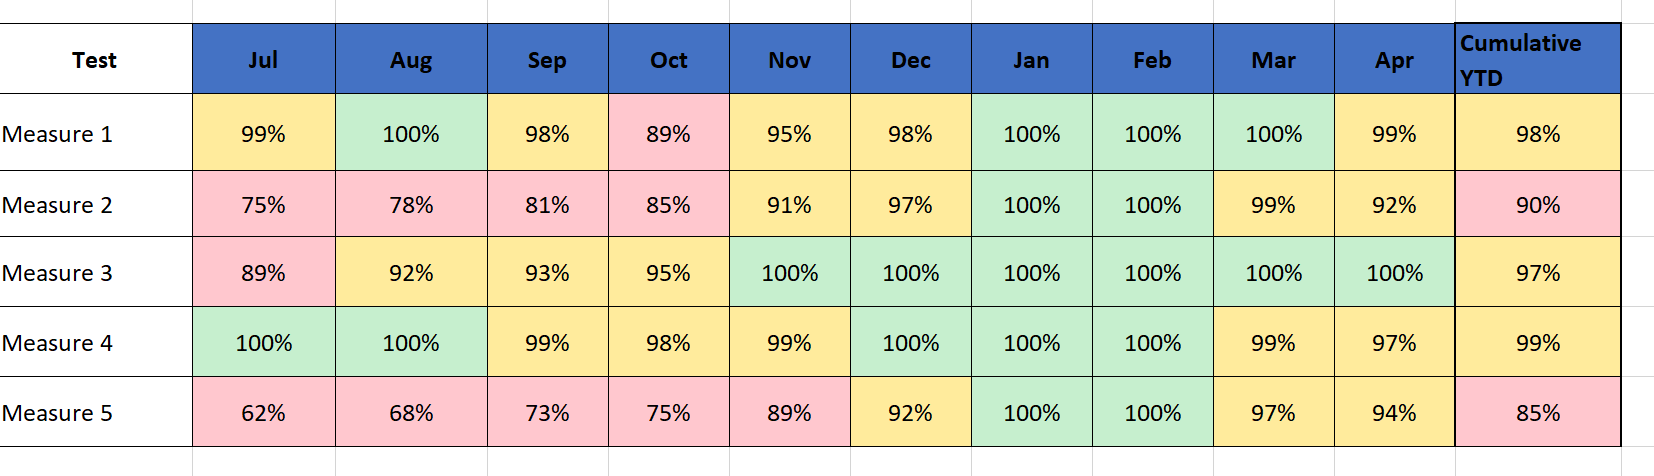 Test Jul Aug Sep Oct Nov Dec Jan Feb Mar Apr Cumulative
YTD
Measure 1 99% 100% 98% 89% 95% 98% 100% 100% 100% 99% 98%
Measure 2 75% 78% 81% 85% 91% 97% 100% 100% 99% 92% 90%
Measure 3 89% 92% 93% 95% 100% 100% 100% 100% 100% 100% 97%
Measure 4 100% 100% 99% 98% 99% 100% 100% 100% 99% 97% 99%
Measure 5 62% 68% 73% 75% 89% 92% 100% 100% 97% 94% 85%